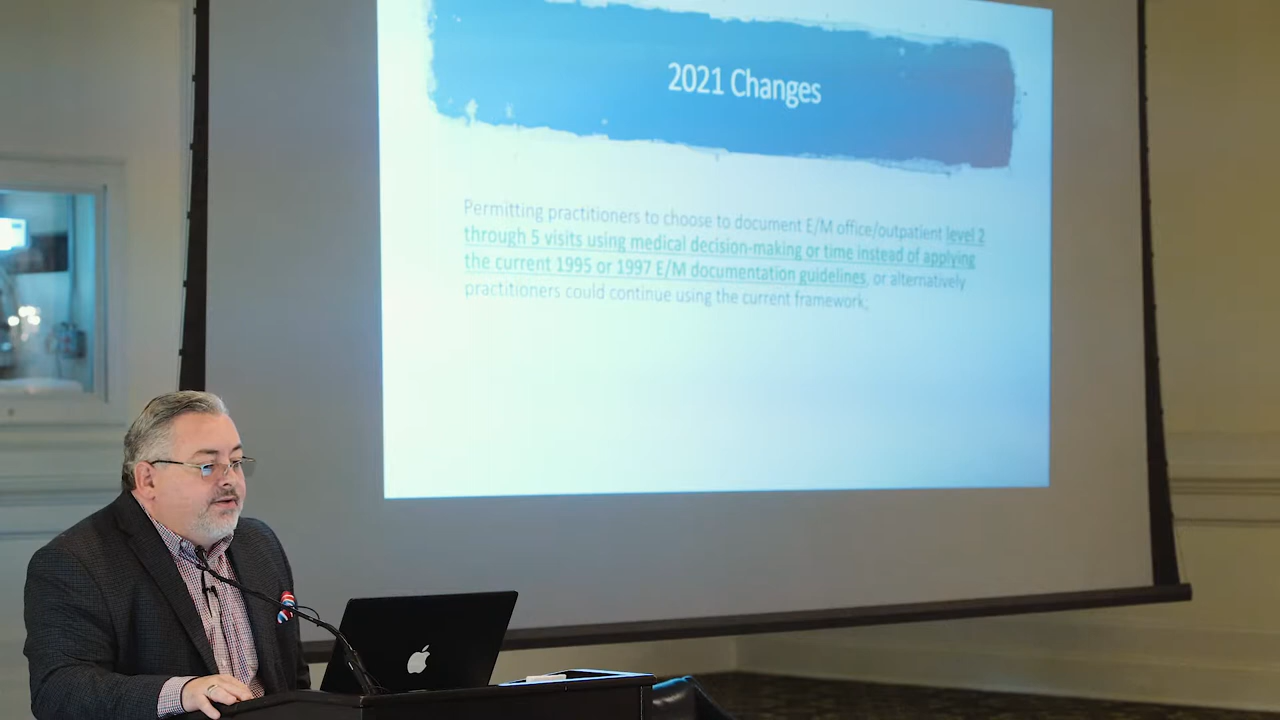 2021 Changes
Permitting practitioners to choose to document E/M office/outpatient level 2
through 5 visits using medical decision-making or time instead of applying
the current 1995 or 1997 E/M documentation guidelines, or alternatively
practitioners could continue using the current framework;